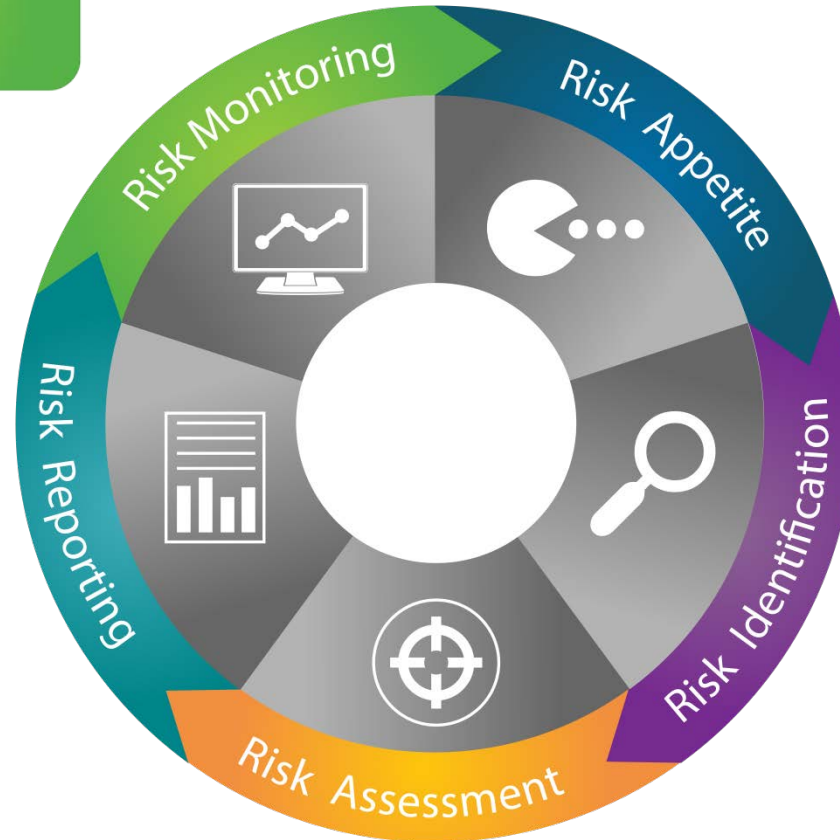 Risk Monitoring
Risk Appetite
Risk Identification
Risk Assessment
Risk Reporting